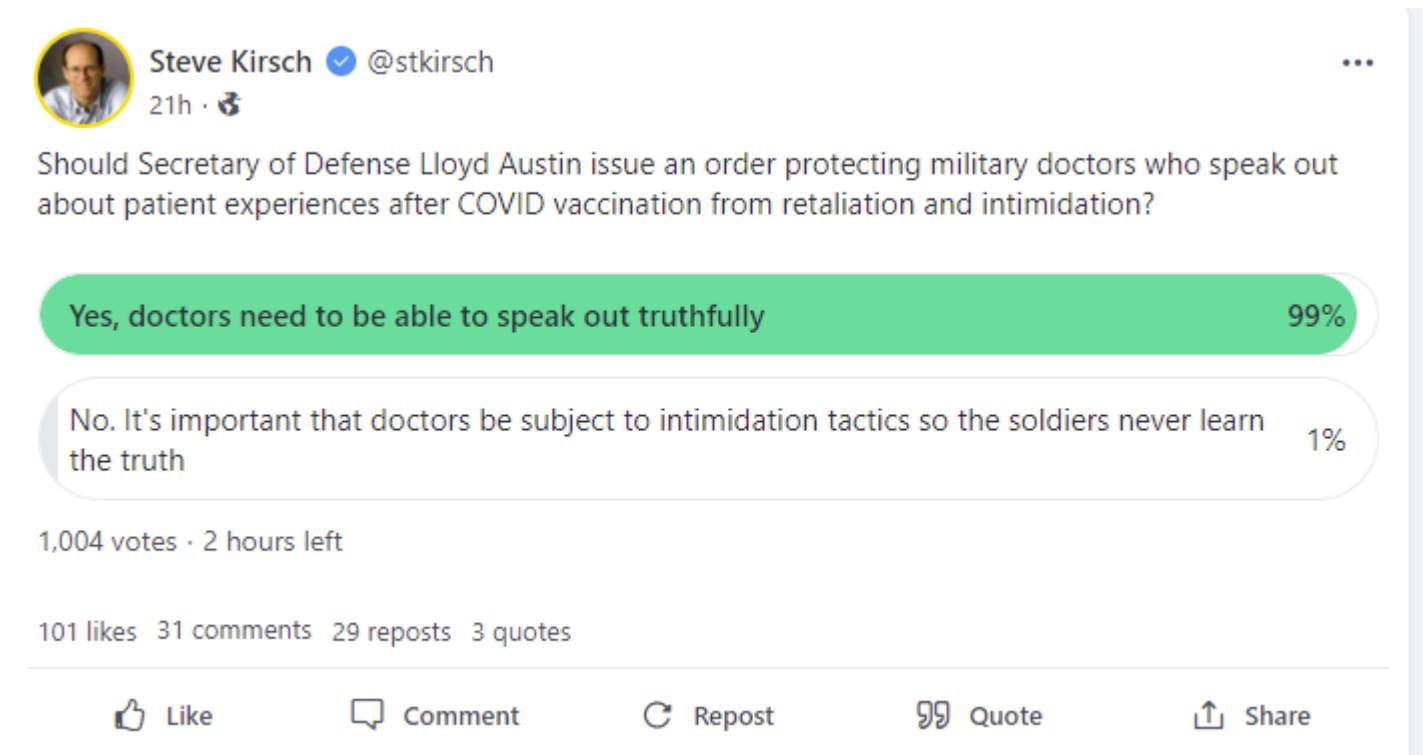 Steve Kirsch @stkirsch
21h ·
Should Secretary of Defense Lloyd Austin issue an order protecting military doctors who speak out
about patient experiences after COVID vaccination from retaliation and intimidation?
Yes, doctors need to be able to speak out truthfully 99%
No. It's important that doctors be subject to intimidation tactics so the soldiers never learn
the truth 1%
1,004 votes · 2 hours left
101 likes 31 comments 29 reposts 3 quotes
Like Comment Repost Quote Share